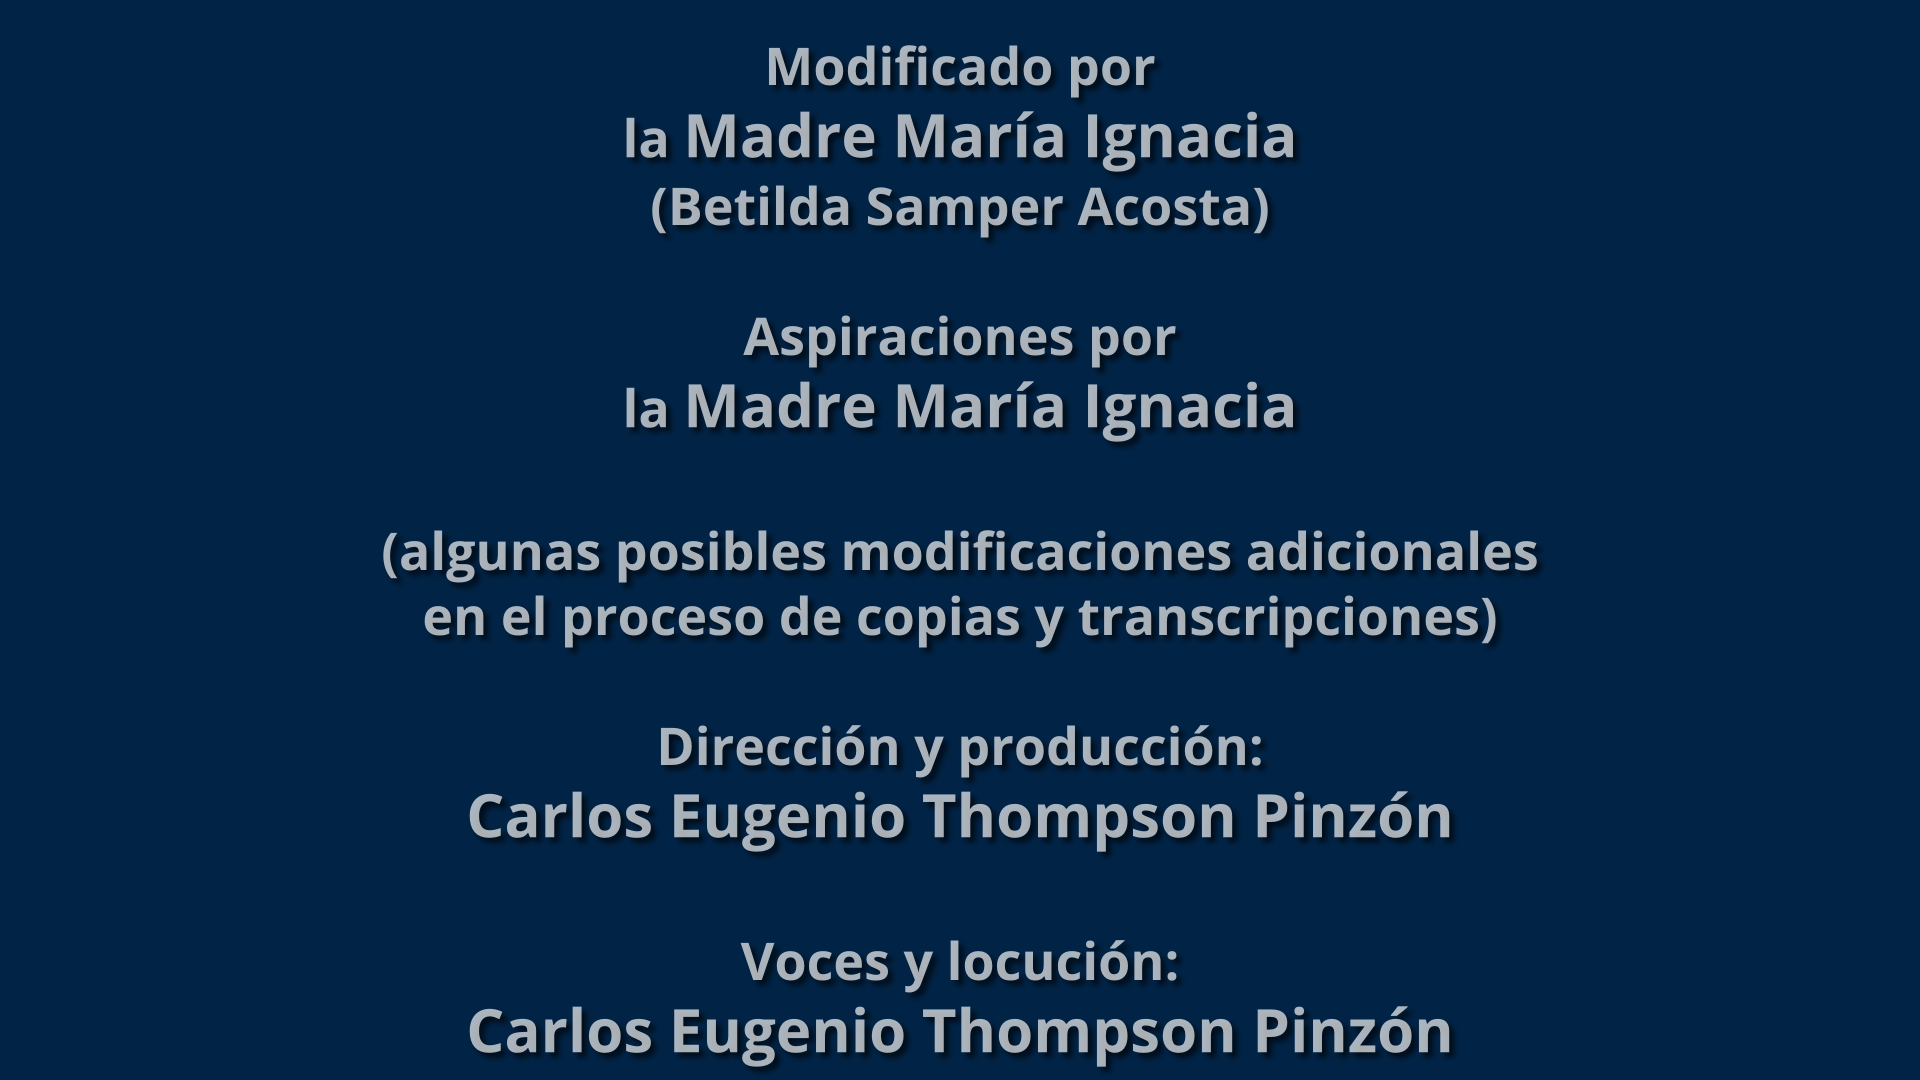 Modificado por
la Madre María Ignacia
(Betilda Samper Acosta)
Aspiraciones por
la Madre María Ignacia
(algunas posibles modificaciones adicionales
en el proceso de copias y transcripciones)
Dirección y producción:
Carlos Eugenio Thompson Pinzón
Voces y locución:
Carlos Eugenio Thompson Pinzón